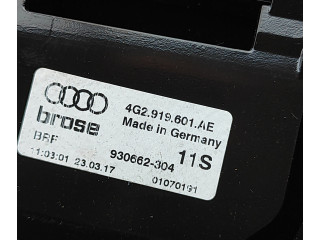 4G2.919.601.AE
brose Made in Germany
BRF 930662-304 11S
11:03:01 23.03.17 01070191